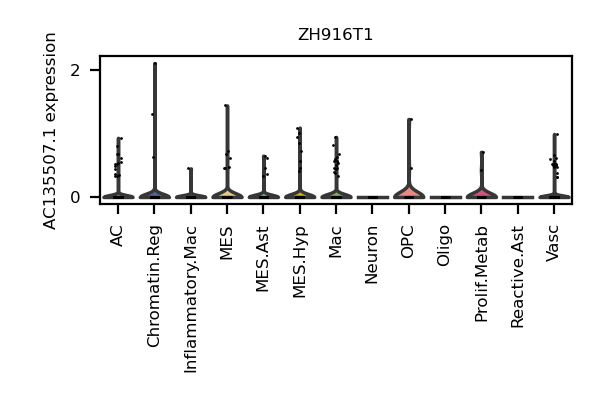 ZH916T1
AC135507.1 expression
2
0
AC
Chromatin.Reg
Inflammatory.Mac
MES
MES.Ast
MES.Hyp
Mac
Neuron
OPC
Oligo
Prolif.Metab
Reactive.Ast
Vasc